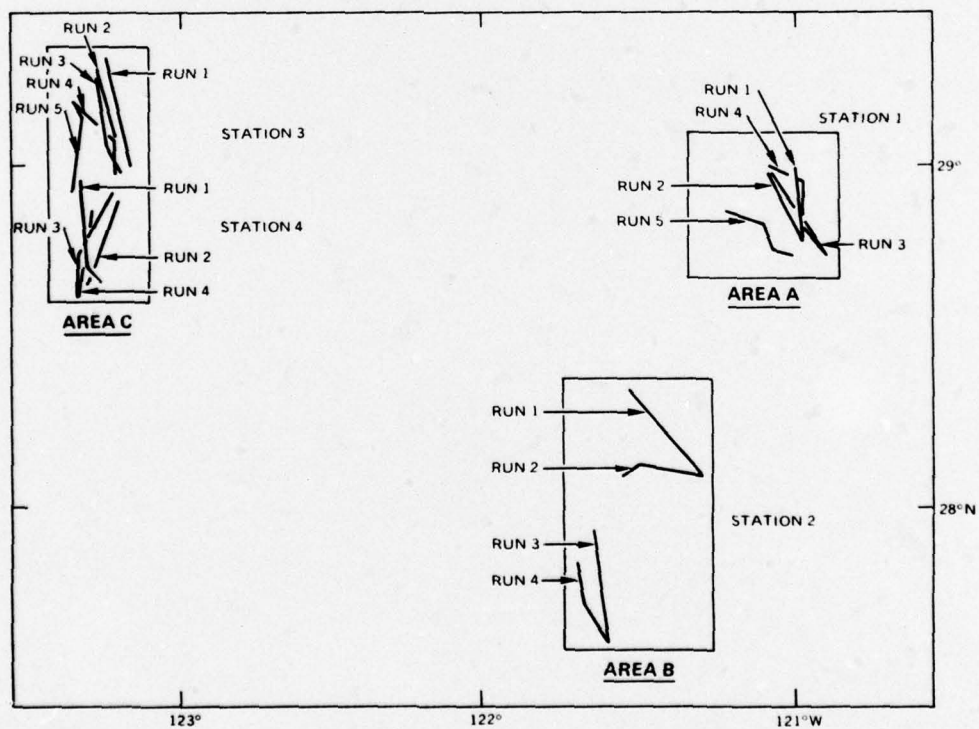 RUN 2
RUN 3
RUN 1
RUN 4
RUN 5
STATION 3
RUN 1
RUN 3
STATION 4
RUN 2
RUN 4
AREA C
RUN 1
STATION 1
RUN 4
29°
RUN 2
RUN 5
RUN 3
AREA A
RUN 1
RUN 2
28°N
STATION 2
RUN 3
RUN 4
AREA B
123°
122°
121°W